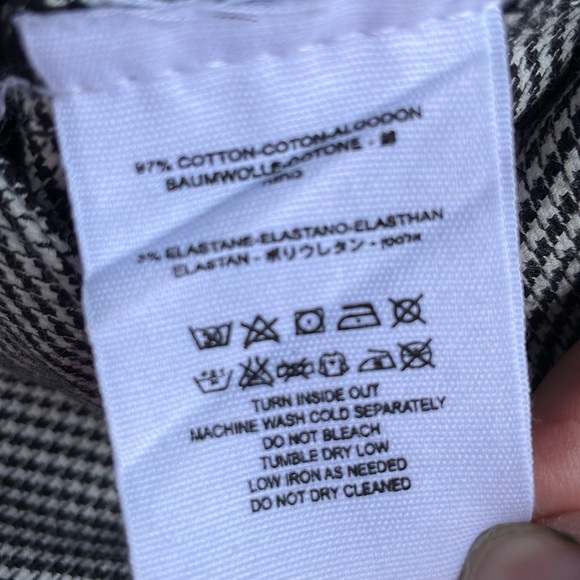 97% COTTON-COTON-ALGODON
BAUMWOLLE-COTONE - 綿
3% ELASTANE-ELASTANO-ELASTHAN
ELASTAN - ポリウレタン -
TURN INSIDE OUT
MACHINE WASH COLD SEPARATELY
DO NOT BLEACH
TUMBLE DRY LOW
LOW IRON AS NEEDED
DO NOT DRY CLEANED